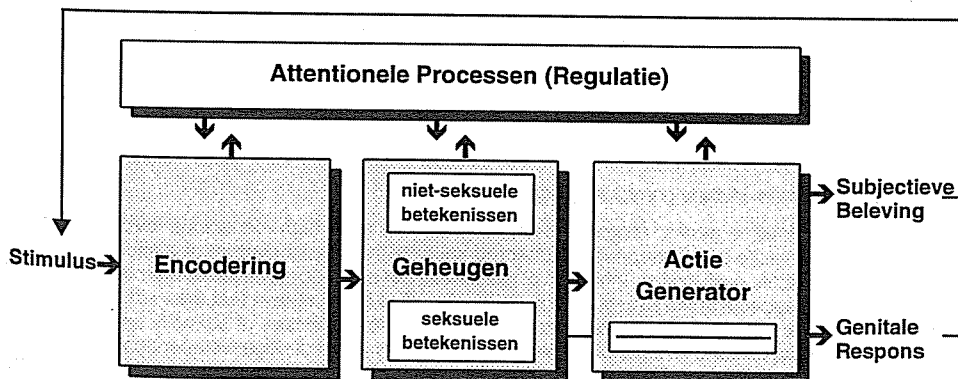 Attentionele Processen (Regulatie)
niet-seksuele
betekenissen
Subjectieve
Beleving
Stimulus
Encodering
Geheugen
Actie
Generator
seksuele
betekenissen
Genitale
Respons